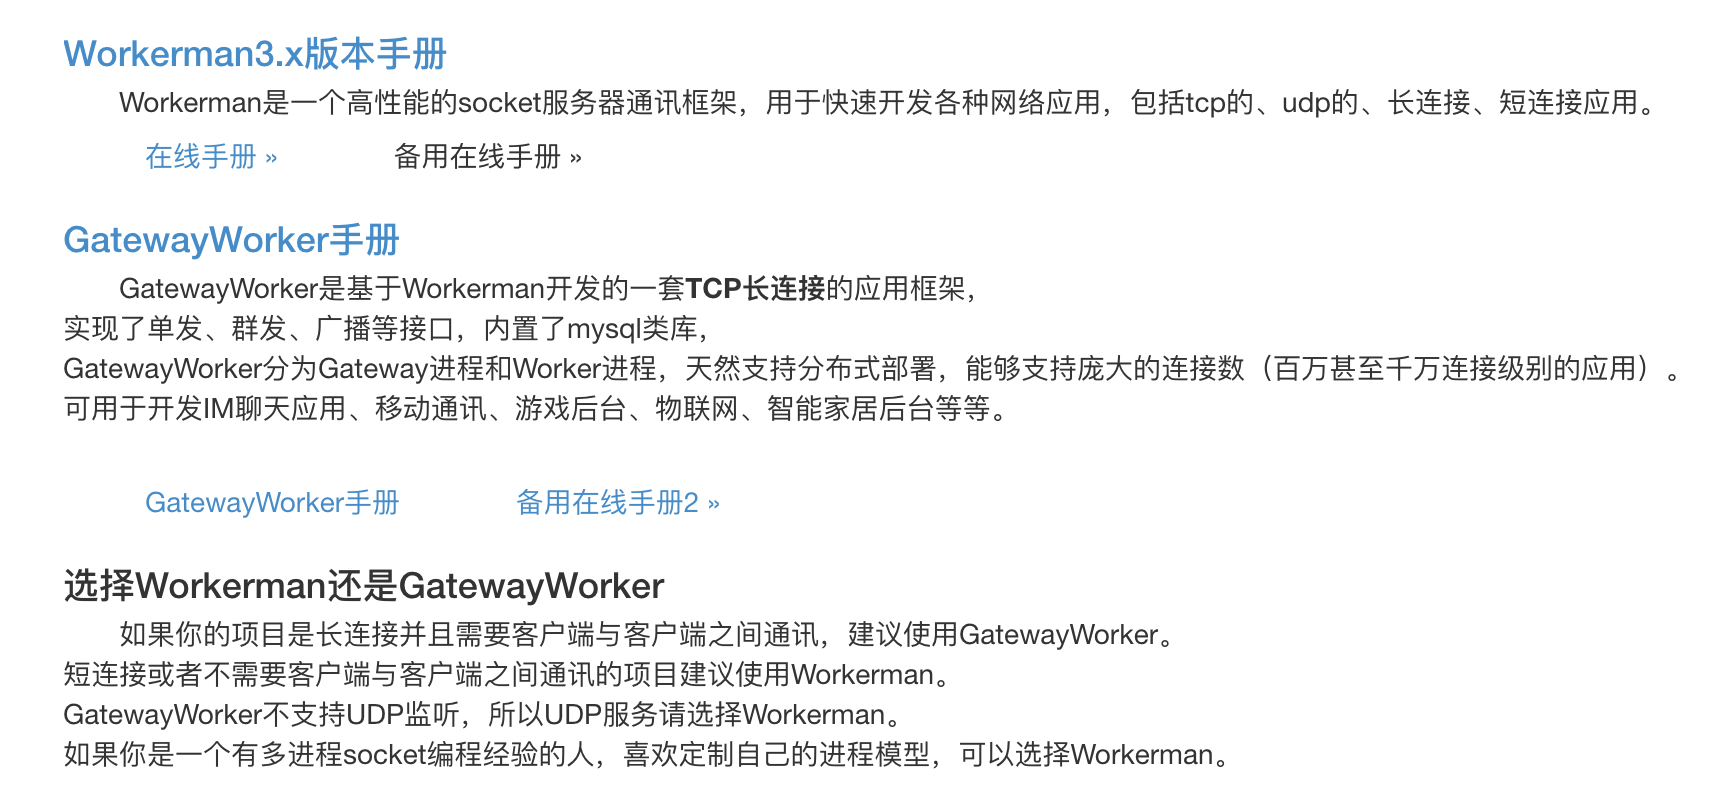 Workerman3.x版本手册
Workerman是一个高性能的socket服务器通讯框架，用于快速开发各种网络应用，包括tcp的、udp的、长连接、短连接应用。
在线手册 » 备用在线手册 »
GatewayWorker手册
GatewayWorker是基于Workerman开发的一套TCP长连接的应用框架，
实现了单发、群发、广播等接口，内置了mysql类库，
GatewayWorker分为Gateway进程和Worker进程，天然支持分布式部署，能够支持庞大的连接数（百万甚至千万连接级别的应用）。
可用于开发IM聊天应用、移动通讯、游戏后台、物联网、智能家居后台等等。
GatewayWorker手册 备用在线手册2 »
选择Workerman还是GatewayWorker
如果你的项目是长连接并且需要客户端与客户端之间通讯，建议使用GatewayWorker。
短连接或者不需要客户端与客户端之间通讯的项目建议使用Workerman。
GatewayWorker不支持UDP监听，所以UDP服务请选择Workerman。
如果你是一个有多进程socket编程经验的人，喜欢定制自己的进程模型，可以选择Workerman。